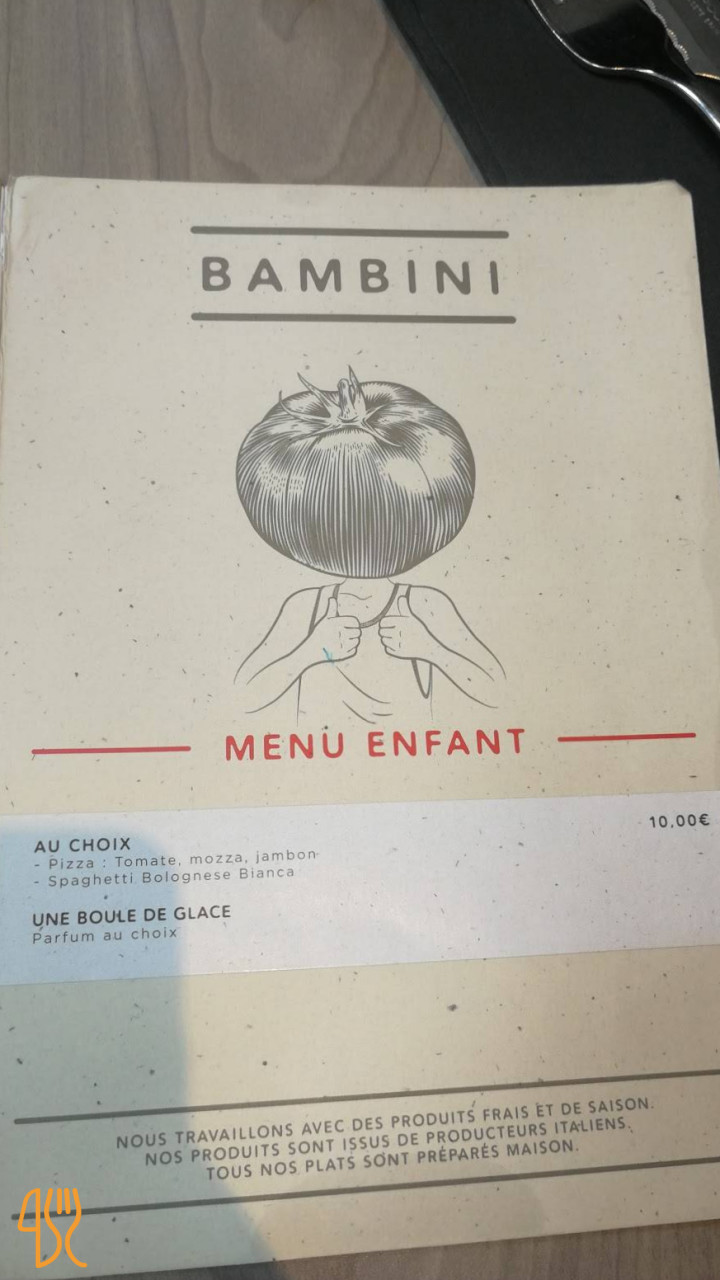 BAMBINI
MENU ENFANT
10,00€
AU CHOIX
- Pizza : Tomate, mozza, jambon
- Spaghetti Bolognese Bianca
UNE BOULE DE GLACE
Parfum au choix
NOUS TRAVAILLONS AVEC DES PRODUITS FRAIS ET DE SAISON.
NOS PRODUITS SONT ISSUS DE PRODUCTEURS ITALIENS.
TOUS NOS PLATS SONT PRÉPARÉS MAISON.